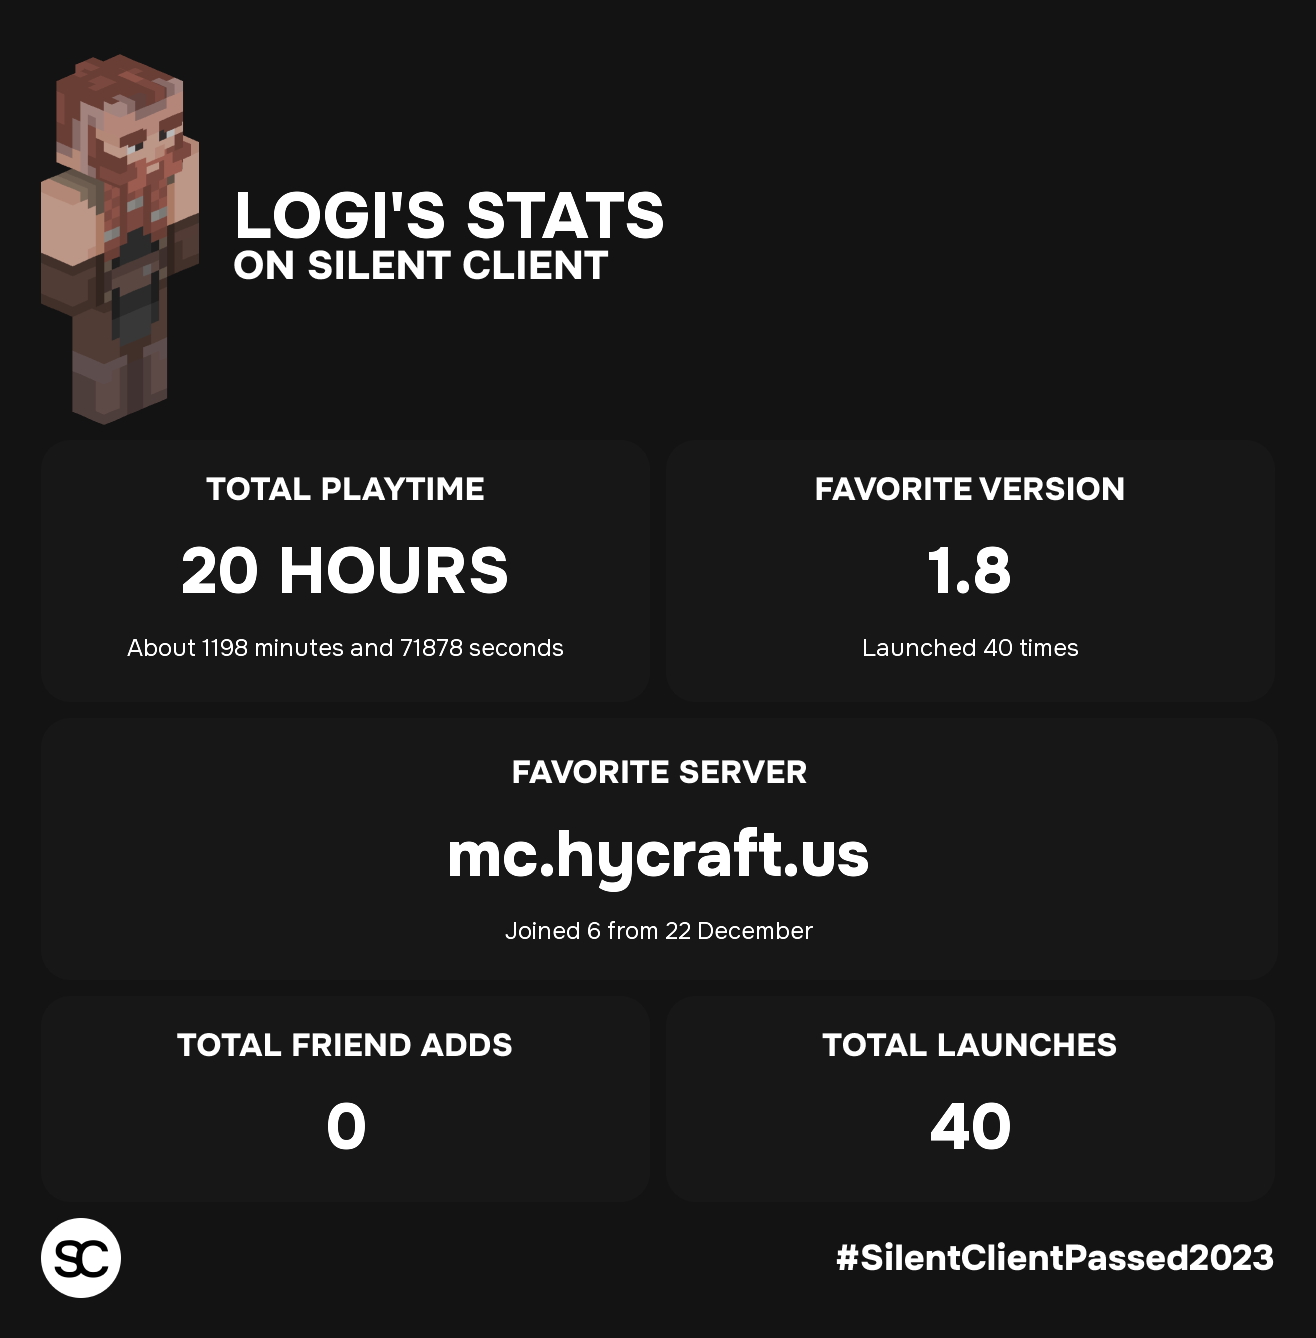 LOGI'S STATS
ON SILENT CLIENT
TOTAL PLAYTIME
20 HOURS
About 1198 minutes and 71878 seconds
FAVORITE VERSION
1.8
Launched 40 times
FAVORITE SERVER
mc.hycraft.us
Joined 6 from 22 December
TOTAL FRIEND ADDS
0
TOTAL LAUNCHES
40
SC
#SilentClientPassed2023